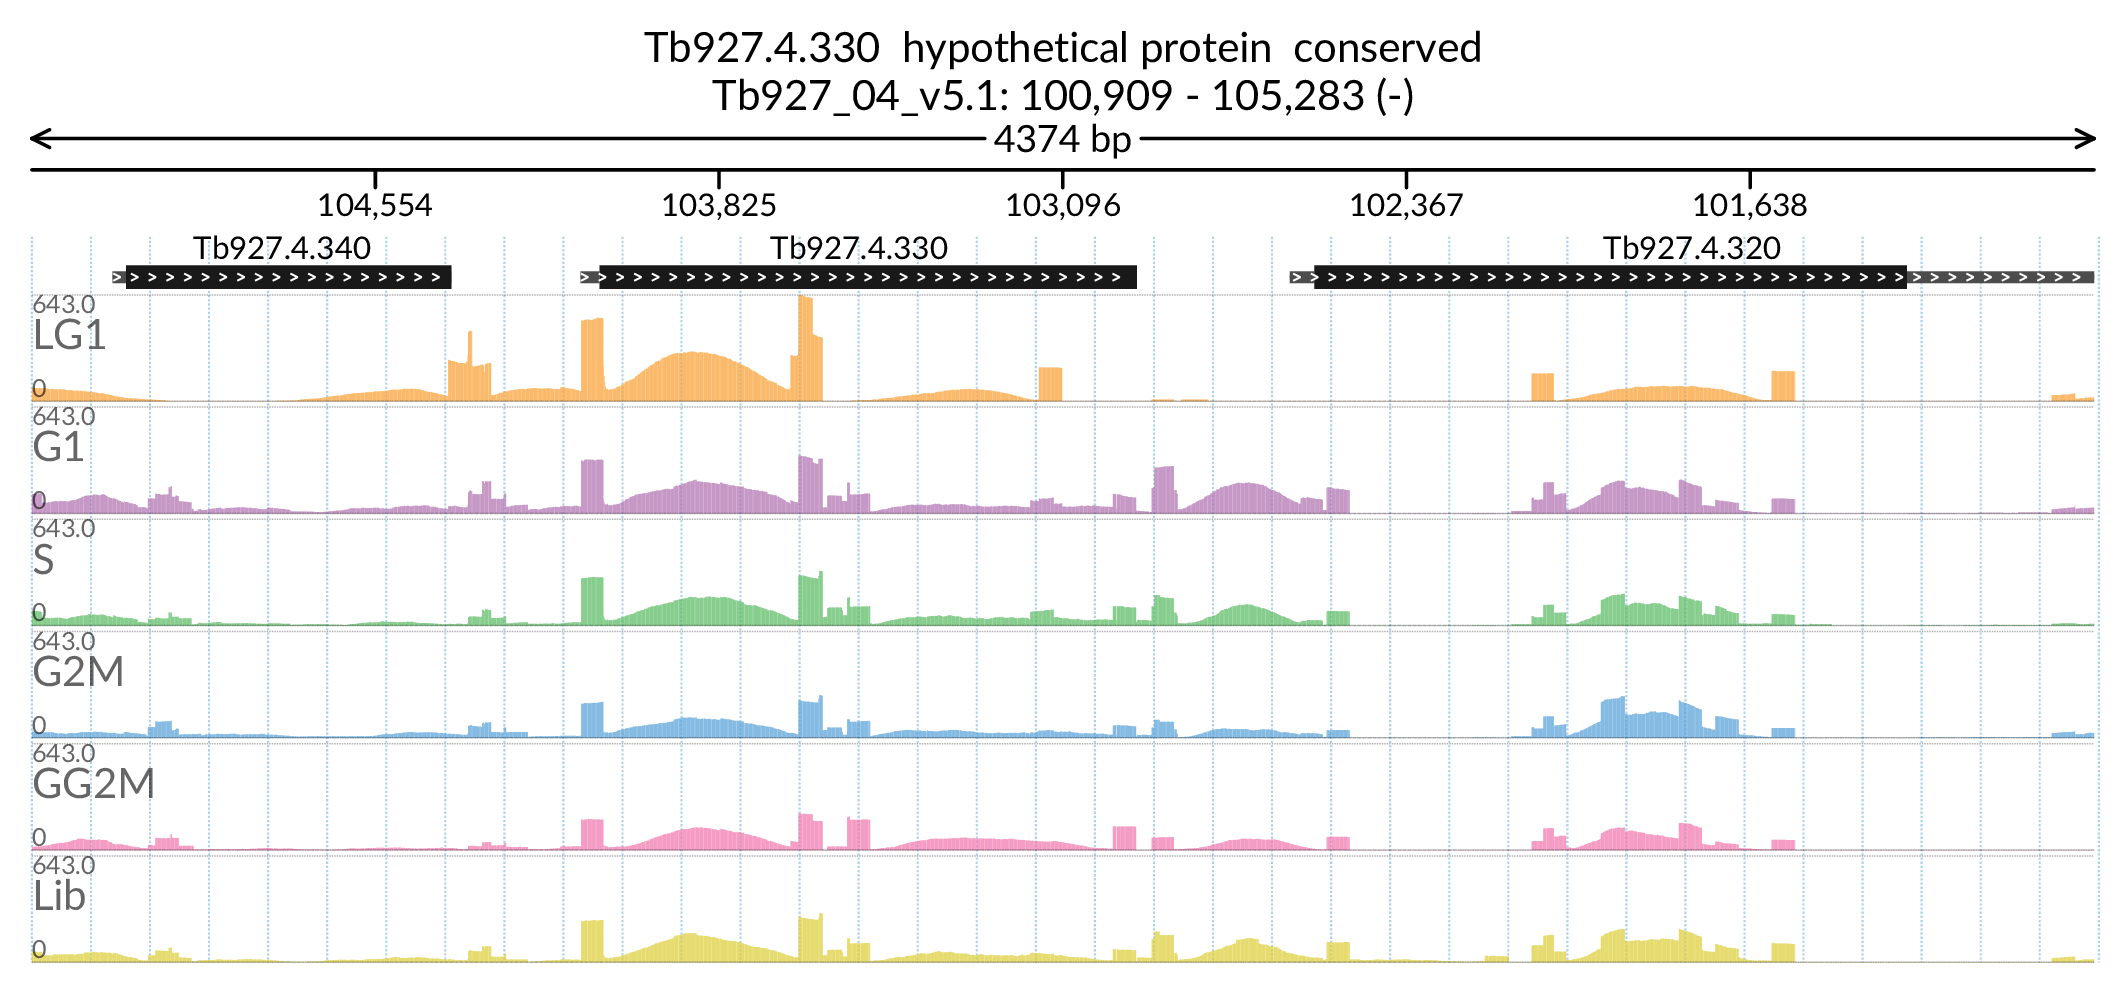 Tb927.4.330  hypothetical protein  conserved
Tb927_04_v5.1: 100,909 - 105,283 (-)
4374 bp
104,554 103,825 103,096 102,367 101,638
Tb927.4.340 Tb927.4.330 Tb927.4.320
643.0
LG1
0
643.0
G1
0
643.0
S
0
643.0
G2M
0
643.0
GG2M
0
643.0
Lib
0